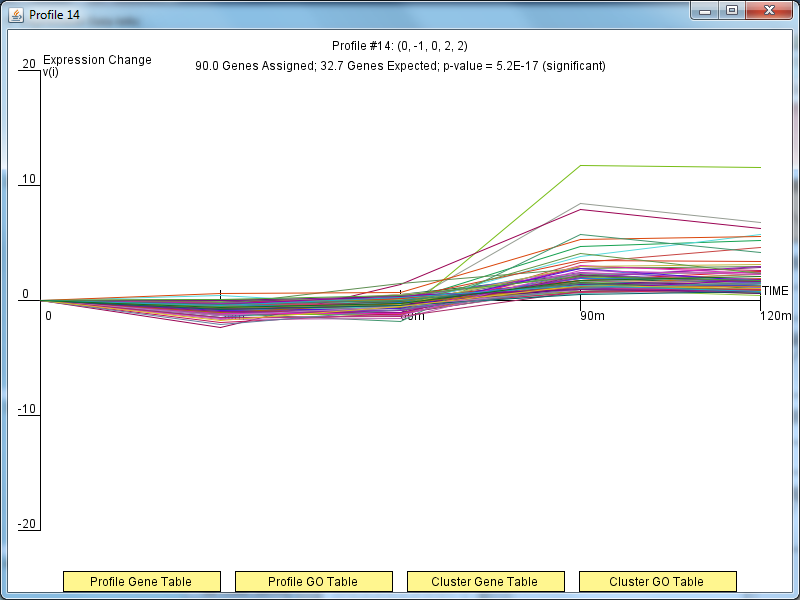 Profile 14
Profile #14: (0, -1, 0, 2, 2)
90.0 Genes Assigned; 32.7 Genes Expected; p-value = 5.2E-17 (significant)
Expression Change
v(i)
20
10
0
-10
-20
TIME
0
90m
120m
Profile Gene Table
Profile GO Table
Cluster Gene Table
Cluster GO Table